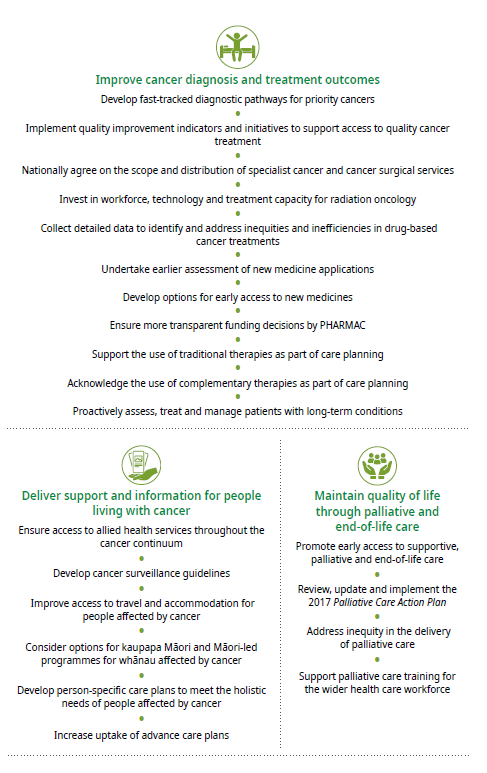 Improve cancer diagnosis and treatment outcomes
Develop fast-tracked diagnostic pathways for priority cancers
Implement quality improvement indicators and initiatives to support access to quality cancer
treatment
Nationally agree on the scope and distribution of specialist cancer and cancer surgical services
Invest in workforce, technology and treatment capacity for radiation oncology
Collect detailed data to identify and address inequities and inefficiencies in drug-based
cancer treatments
Undertake earlier assessment of new medicine applications
Develop options for early access to new medicines
Ensure more transparent funding decisions by PHARMAC
Support the use of traditional therapies as part of care planning
Acknowledge the use of complementary therapies as part of care planning
Proactively assess, treat and manage patients with long-term conditions
Deliver support and information for people
living with cancer
Ensure access to allied health services throughout the
cancer continuum
Develop cancer surveillance guidelines
Improve access to travel and accommodation for
people affected by cancer
Consider options for kaupapa Māori and Māori-led
programmes for whānau affected by cancer
Develop person-specific care plans to meet the holistic
needs of people affected by cancer
Increase uptake of advance care plans
Maintain quality of life
through palliative and
end-of-life care
Promote early access to supportive,
palliative and end-of-life care
Review, update and implement the
2017 Palliative Care Action Plan
Address inequity in the delivery
of palliative care
Support palliative care training for
the wider health care workforce